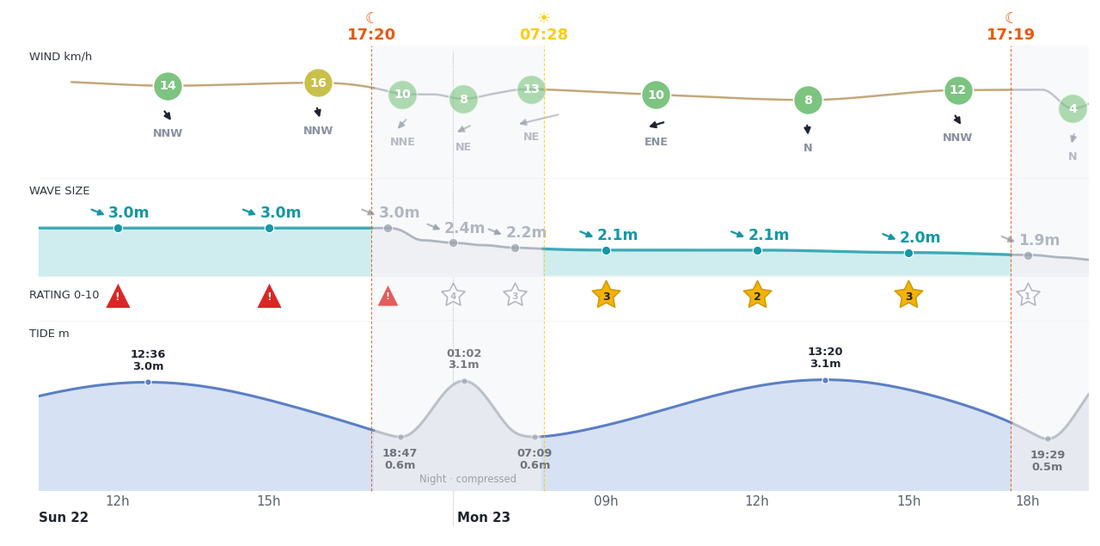 17:20 07:28 17:19
WIND km/h
14 16 10 8 13 10 8 12 4
NNW NNW NNE NE NE ENE N NNW N
WAVE SIZE
3.0m 3.0m 3.0m 2.4m 2.2m 2.1m 2.1m 2.0m 1.9m
RATING 0-10 ! ! ! 4 3 3 2 3 1
TIDE m
12:36 01:02 13:20
3.0m 3.1m 3.1m
18:47 07:09 19:29
0.6m 0.6m 0.5m
Night · compressed
12h 15h 09h 12h 15h 18h
Sun 22 Mon 23